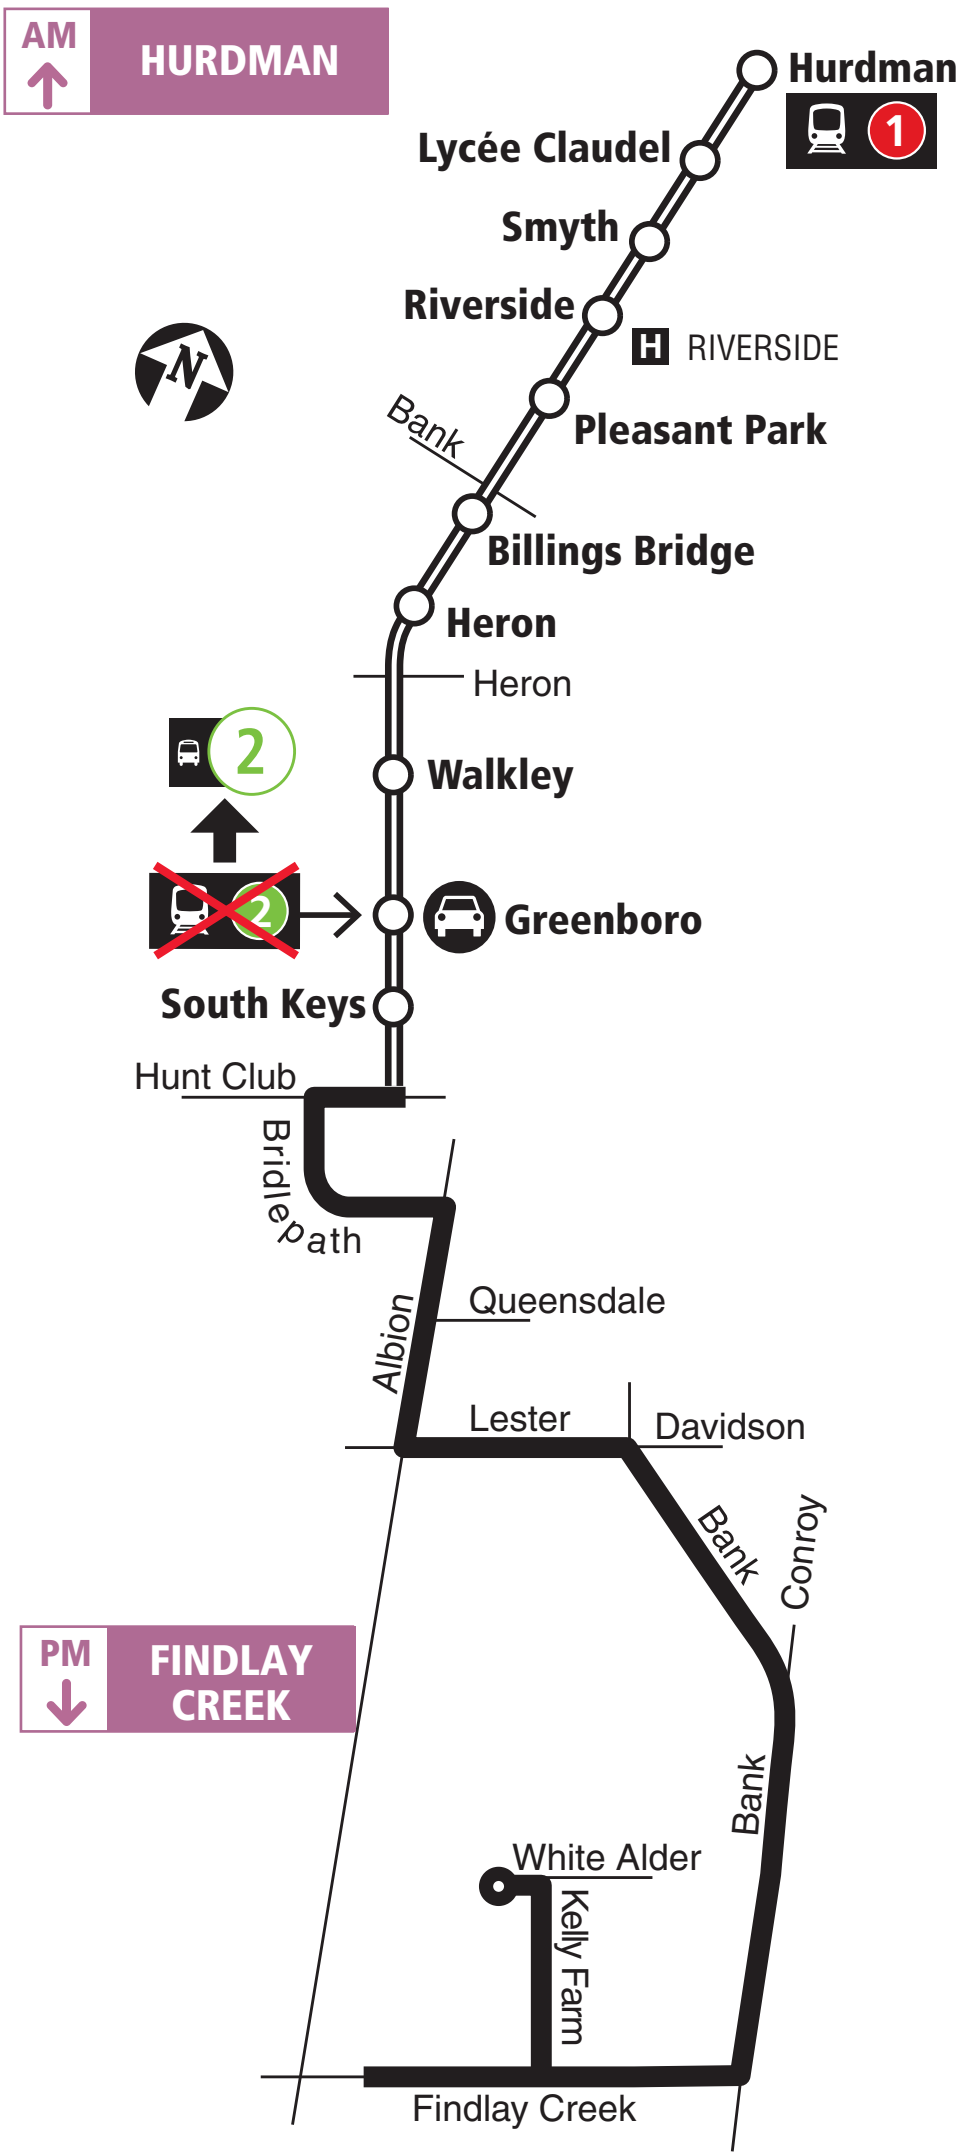 AM
HURDMAN
Hurdman
1
Lycée Claudel
Smyth
Riverside
H RIVERSIDE
N
Bank
Pleasant Park
Billings Bridge
Heron
Heron
2
Walkley
2
Greenboro
South Keys
Hunt Club
Bridlepath
Queensdale
Albion
Lester
Davidson
Bank
Conroy
PM
FINDLAY
CREEK
Bank
White Alder
Kelly Farm
Findlay Creek